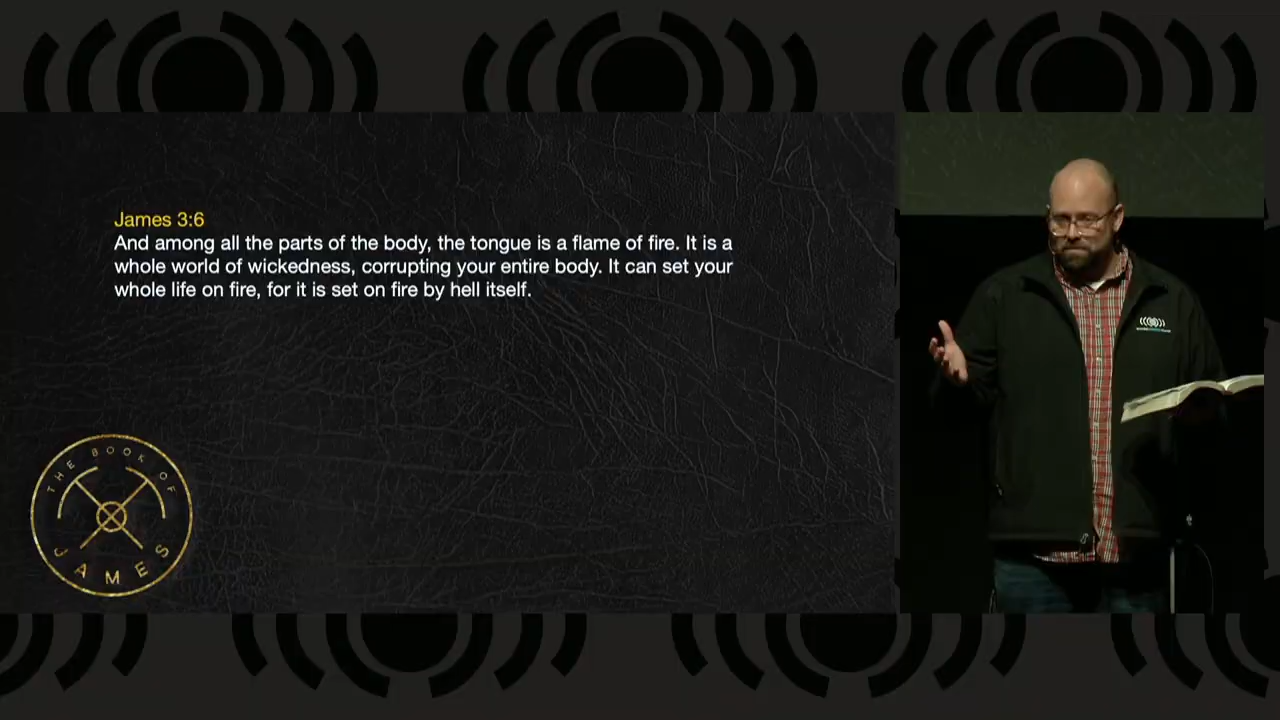 James 3:6
And among all the parts of the body, the tongue is a flame of fire. It is a
whole world of wickedness, corrupting your entire body. It can set your
whole life on fire, for it is set on fire by hell itself.
THE BOOK OF
JAMES